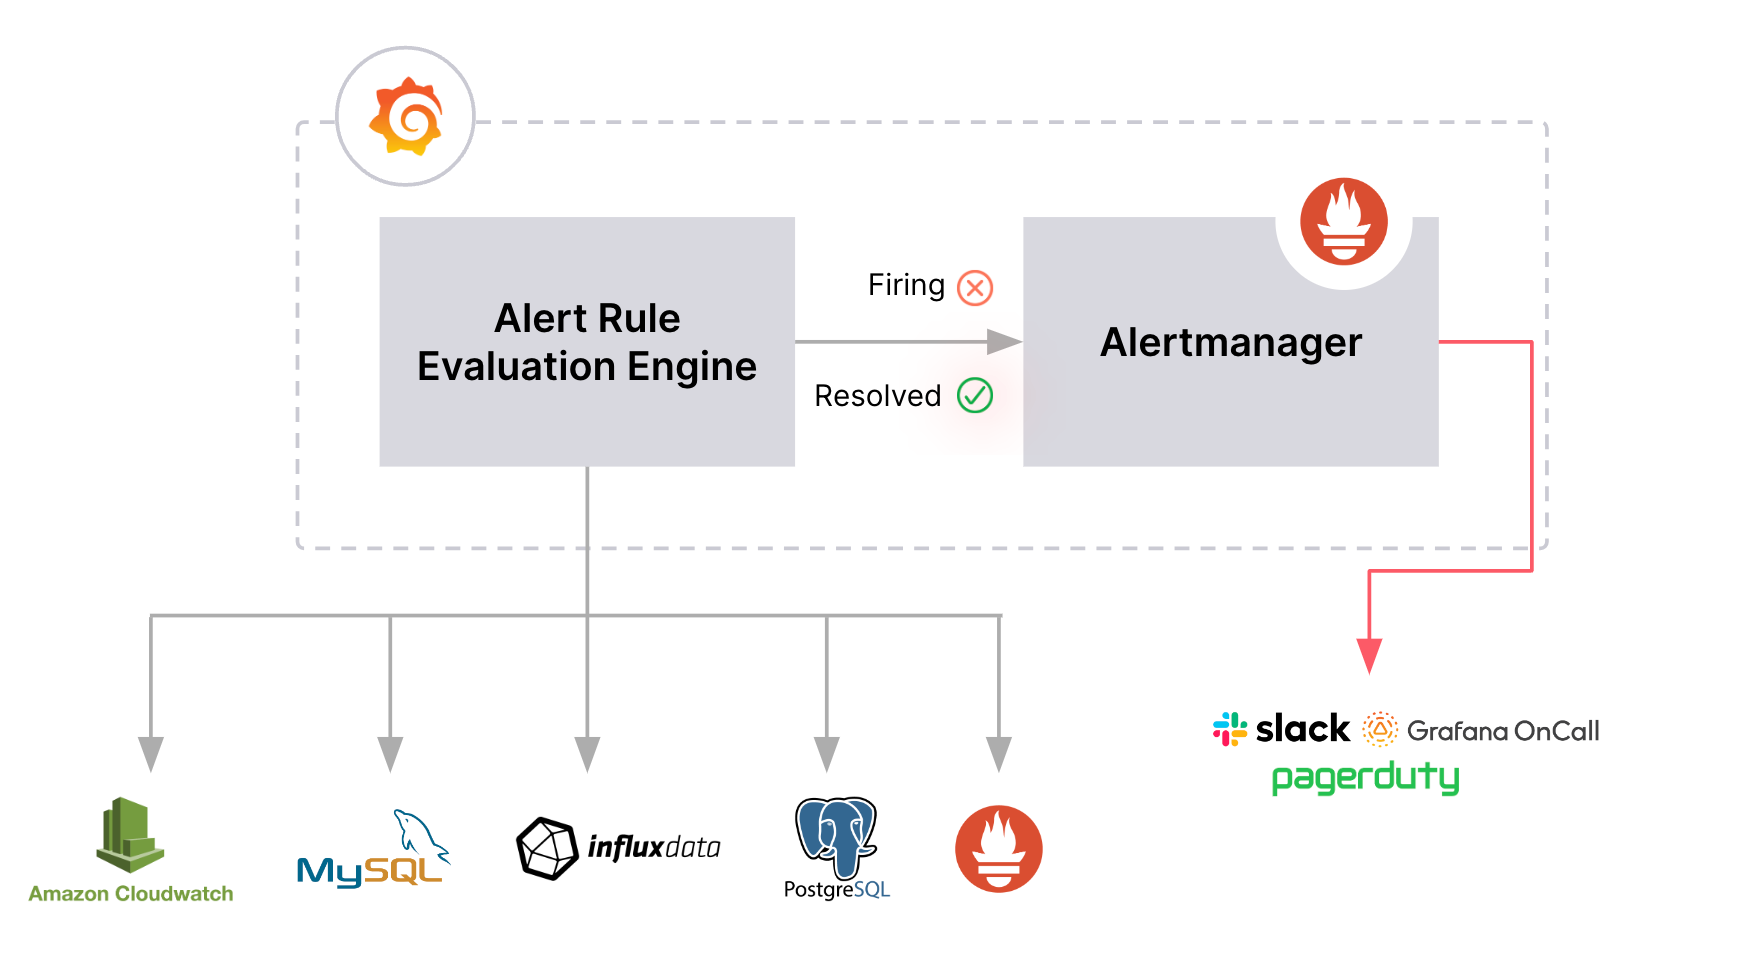 Alert Rule
Evaluation Engine
Firing
Resolved
Alertmanager
slack
Grafana OnCall
pagerduty
Amazon Cloudwatch
MySQL
influxdata
PostgreSQL